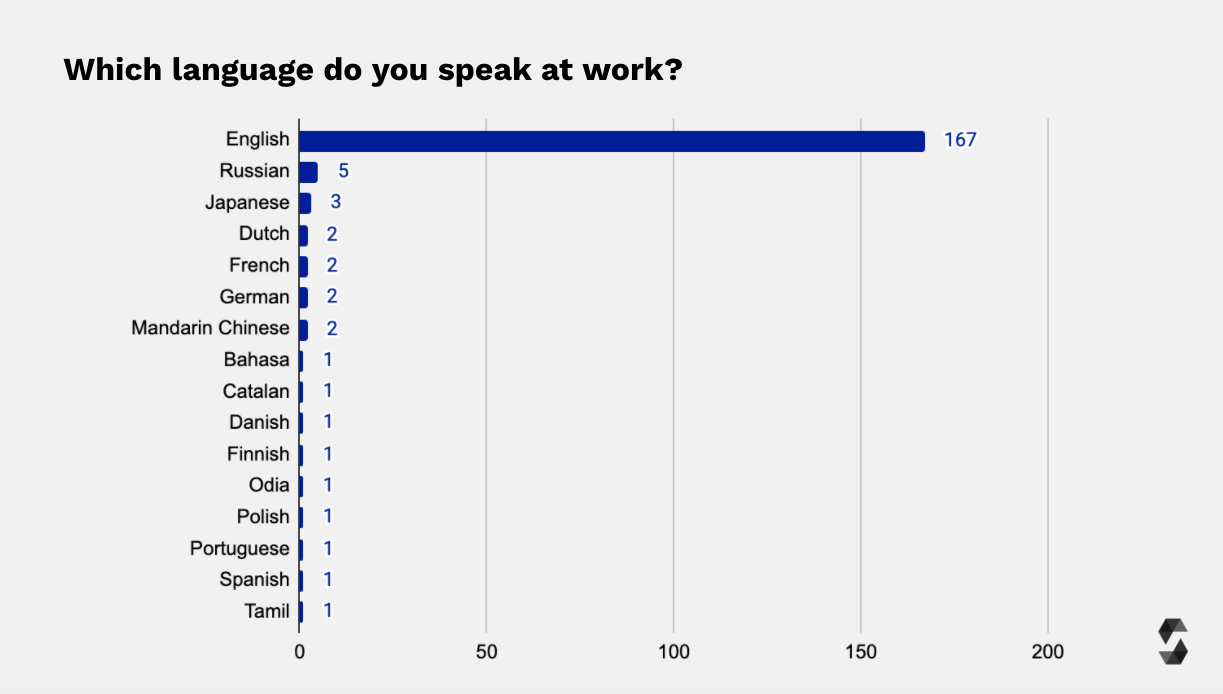 Which language do you speak at work?
English 167
Russian 5
Japanese 3
Dutch 2
French 2
German 2
Mandarin Chinese 2
Bahasa 1
Catalan 1
Danish 1
Finnish 1
Odia 1
Polish 1
Portuguese 1
Spanish 1
Tamil 1
0 50 100 150 200